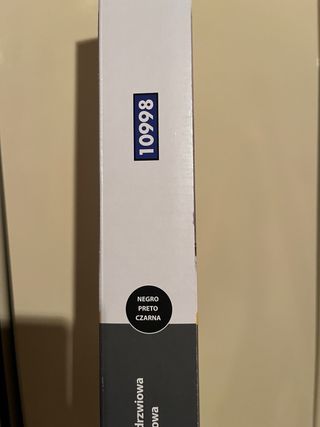 10998
NEGRO
PRETO
CZARNA
drzwiowa
owa